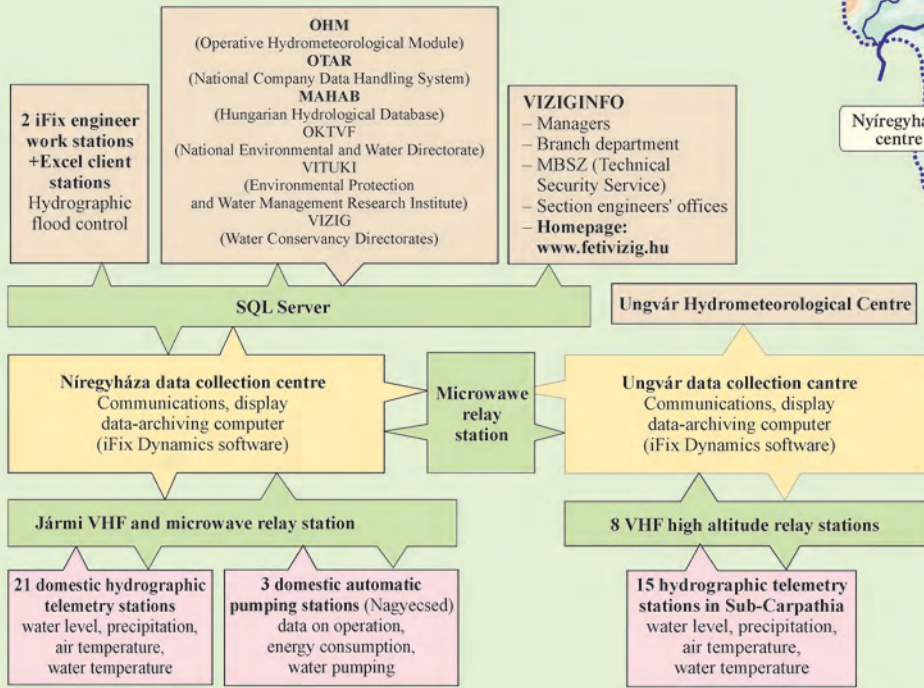 OHM
(Operative Hydrometeorological Module)
OTAR
(National Company Data Handling System)
MAHAB
(Hungarian Hydrological Database)
OKTVF
(National Environmental and Water Directorate)
VITUKI
(Environmental Protection
and Water Management Research Institute)
VIZIG
(Water Conservancy Directorates)
2 iFix engineer
work stations
+Excel client
stations
Hydrographic
flood control
VIZIGINFO
– Managers
– Branch department
– MBSZ (Technical
Security Service)
– Section engineers' offices
– Homepage:
www.fetivizig.hu
centre
SQL Server
Ungvár Hydrometeorological Centre
Níregyháza data collection centre
Communications, display
data-archiving computer
(iFix Dynamics software)
Microwawe
relay
station
Ungvár data collection cantre
Communications, display
data-archiving computer
(iFix Dynamics software)
Jármi VHF and microwave relay station
8 VHF high altitude relay stations
21 domestic hydrographic
telemetry stations
water level, precipitation,
air temperature,
water temperature
3 domestic automatic
pumping stations (Nagyecsed)
data on operation,
energy consumption,
water pumping
15 hydrographic telemetry
stations in Sub-Carpathia
water level, precipitation,
air temperature,
water temperature